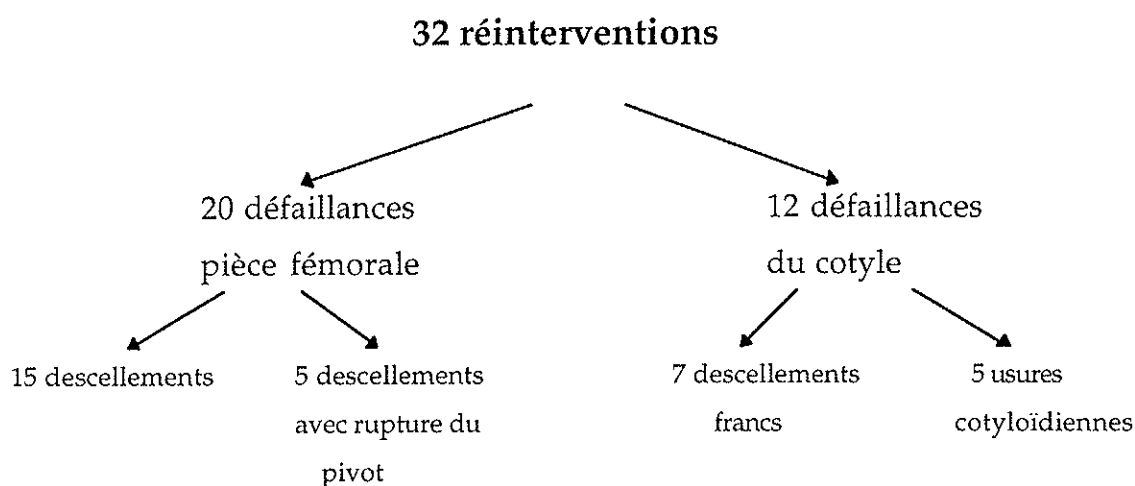 32 réinterventions
20 défaillances
pièce fémorale
12 défaillances
du cotyle
15 descellements
5 descellements
avec rupture du
pivot
7 descellements
francs
5 usures
cotyloïdiennes